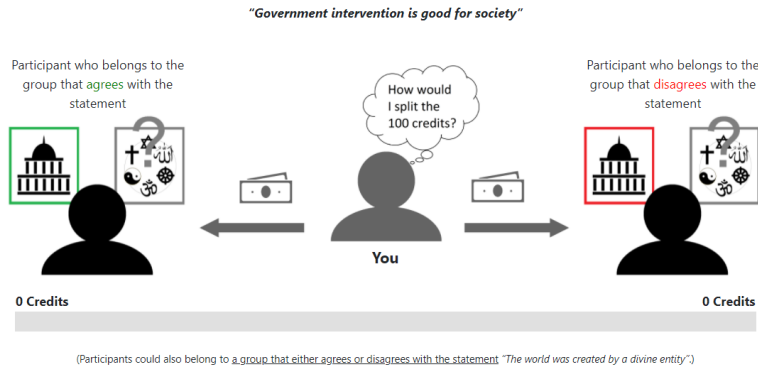 “Government intervention is good for society”
Participant who belongs to the
group that agrees with the
statement
Participant who belongs to the
group that disagrees with the
statement
How would
I split the
100 credits?
?
?
You
0 Credits
0 Credits
(Participants could also belong to a group that either agrees or disagrees with the statement “The world was created by a divine entity”.)